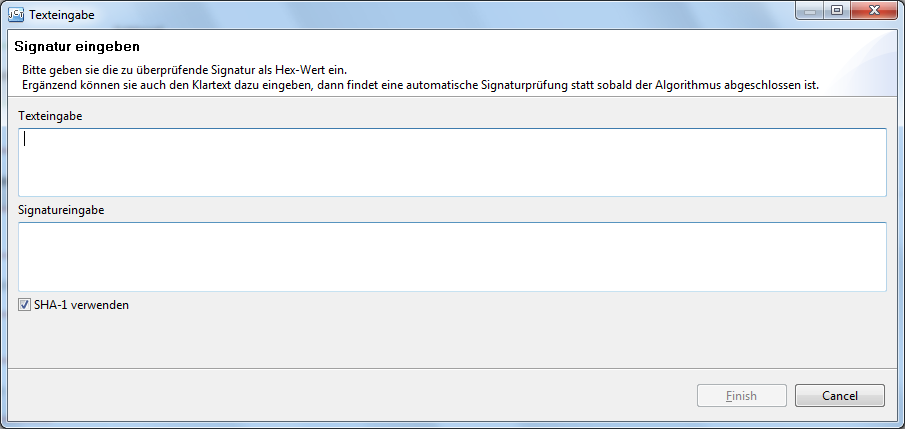 JCT Texteingabe
Signatur eingeben
Bitte geben sie die zu überprüfende Signatur als Hex-Wert ein.
Ergänzend können sie auch den Klartext dazu eingeben, dann findet eine automatische Signaturprüfung statt sobald der Algorithmus abgeschlossen ist.
Texteingabe
Signatureingabe
SHA-1 verwenden
Finish Cancel